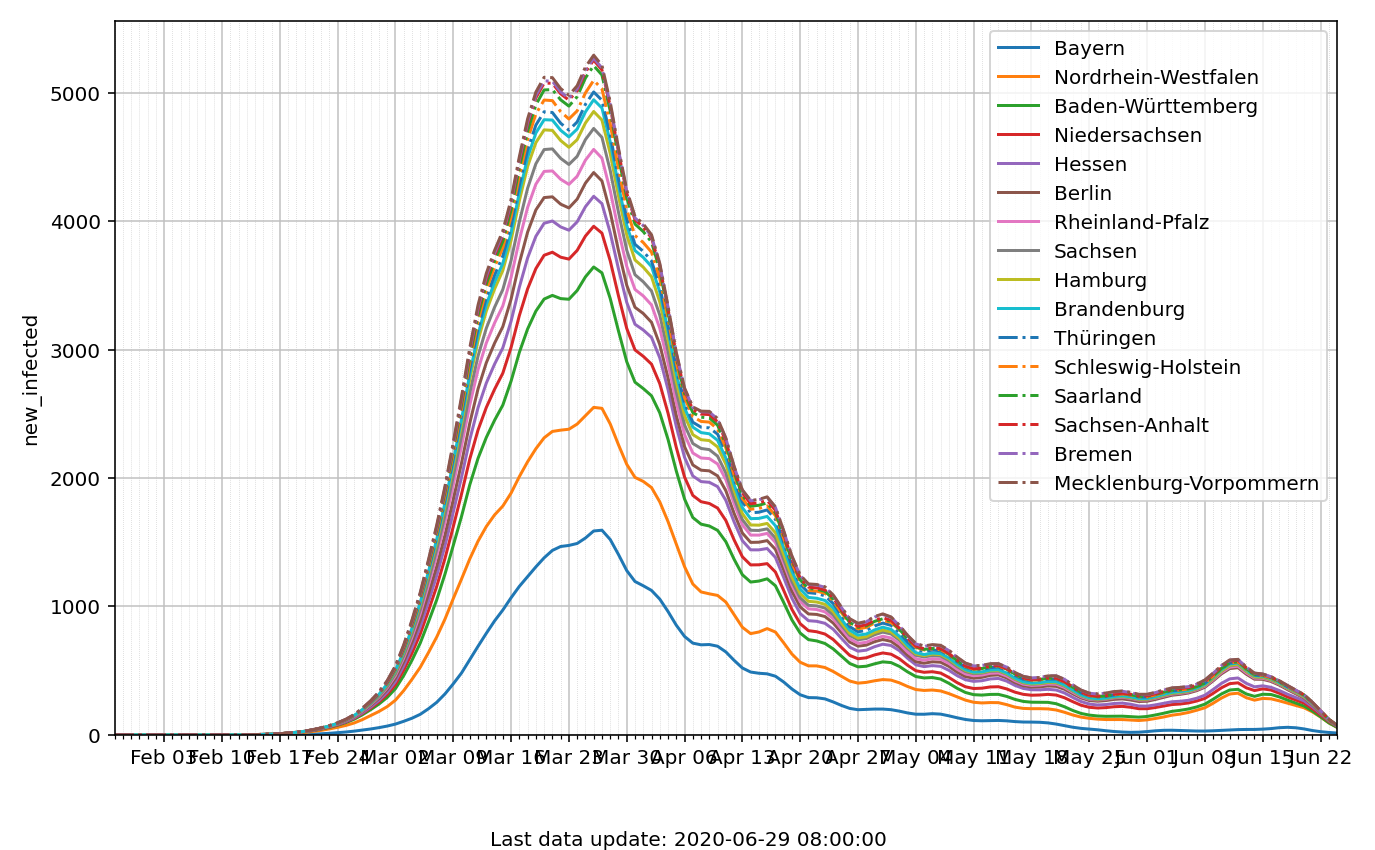 new_infected
5000
4000
3000
2000
1000
0
Bayern
Nordrhein-Westfalen
Baden-Württemberg
Niedersachsen
Hessen
Berlin
Rheinland-Pfalz
Sachsen
Hamburg
Brandenburg
Thüringen
Schleswig-Holstein
Saarland
Sachsen-Anhalt
Bremen
Mecklenburg-Vorpommern
Feb 03 Feb 10 Feb 17 Feb 24 Mar 02 Mar 09 Mar 16 Mar 23 Mar 30 Apr 06 Apr 13 Apr 20 Apr 27 May 04 May 11 May 18 May 25 Jun 01 Jun 08 Jun 15 Jun 22
Last data update: 2020-06-29 08:00:00